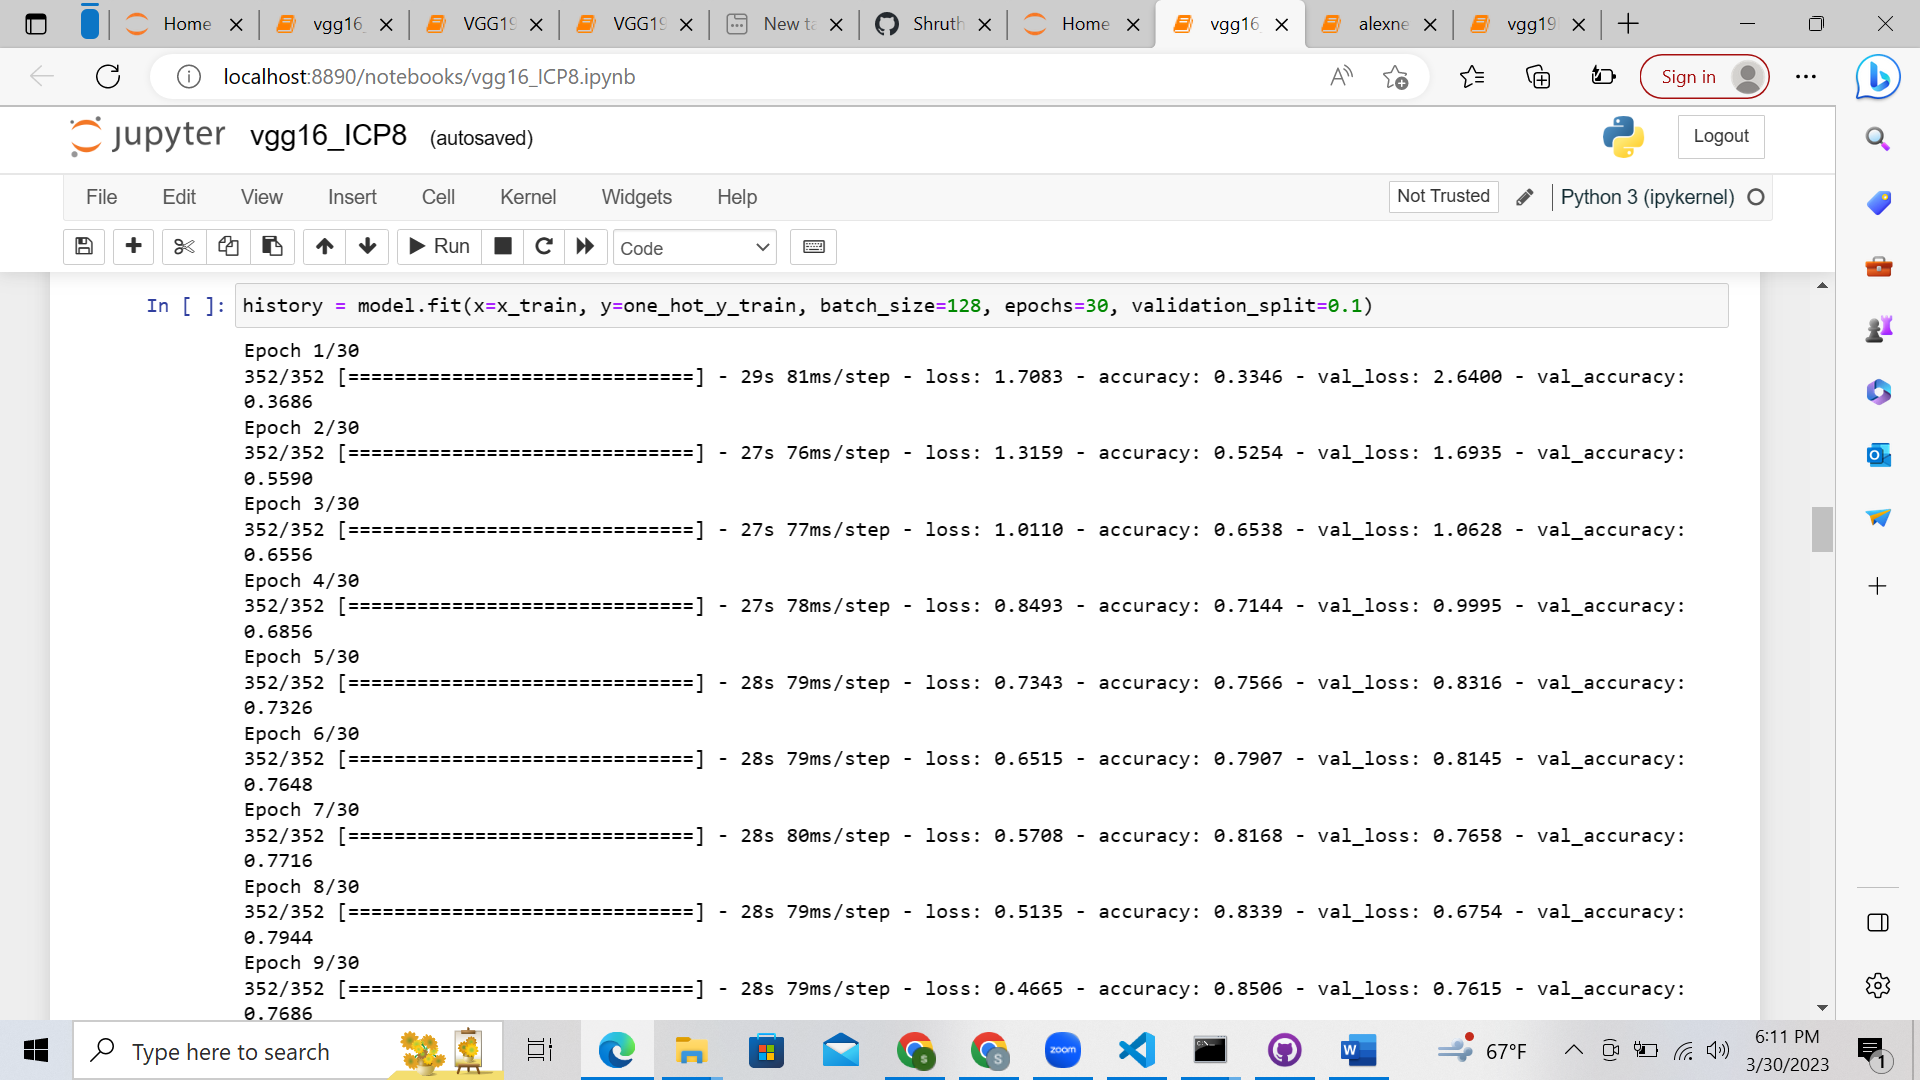 Home
vgg16_
VGG19
VGG19
New ta
Shruth
Home
vgg16_
alexne
vgg19
localhost:8890/notebooks/vgg16_ICP8.ipynb
Sign in
jupyter vgg16_ICP8 (autosaved)
Logout
File Edit View Insert Cell Kernel Widgets Help
Not Trusted
Python 3 (ipykernel)
Run
Code
In [ ]: history = model.fit(x=x_train, y=one_hot_y_train, batch_size=128, epochs=30, validation_split=0.1)
Epoch 1/30
352/352 [==============================] - 29s 81ms/step - loss: 1.7083 - accuracy: 0.3346 - val_loss: 2.6400 - val_accuracy:
0.3686
Epoch 2/30
352/352 [==============================] - 27s 76ms/step - loss: 1.3159 - accuracy: 0.5254 - val_loss: 1.6935 - val_accuracy:
0.5590
Epoch 3/30
352/352 [==============================] - 27s 77ms/step - loss: 1.0110 - accuracy: 0.6538 - val_loss: 1.0628 - val_accuracy:
0.6556
Epoch 4/30
352/352 [==============================] - 27s 78ms/step - loss: 0.8493 - accuracy: 0.7144 - val_loss: 0.9995 - val_accuracy:
0.6856
Epoch 5/30
352/352 [==============================] - 28s 79ms/step - loss: 0.7343 - accuracy: 0.7566 - val_loss: 0.8316 - val_accuracy:
0.7326
Epoch 6/30
352/352 [==============================] - 28s 79ms/step - loss: 0.6515 - accuracy: 0.7907 - val_loss: 0.8145 - val_accuracy:
0.7648
Epoch 7/30
352/352 [==============================] - 28s 80ms/step - loss: 0.5708 - accuracy: 0.8168 - val_loss: 0.7658 - val_accuracy:
0.7716
Epoch 8/30
352/352 [==============================] - 28s 79ms/step - loss: 0.5135 - accuracy: 0.8339 - val_loss: 0.6754 - val_accuracy:
0.7944
Epoch 9/30
352/352 [==============================] - 28s 79ms/step - loss: 0.4665 - accuracy: 0.8506 - val_loss: 0.7615 - val_accuracy:
0.7686
Type here to search
zoom
67°F
6:11 PM
3/30/2023
1